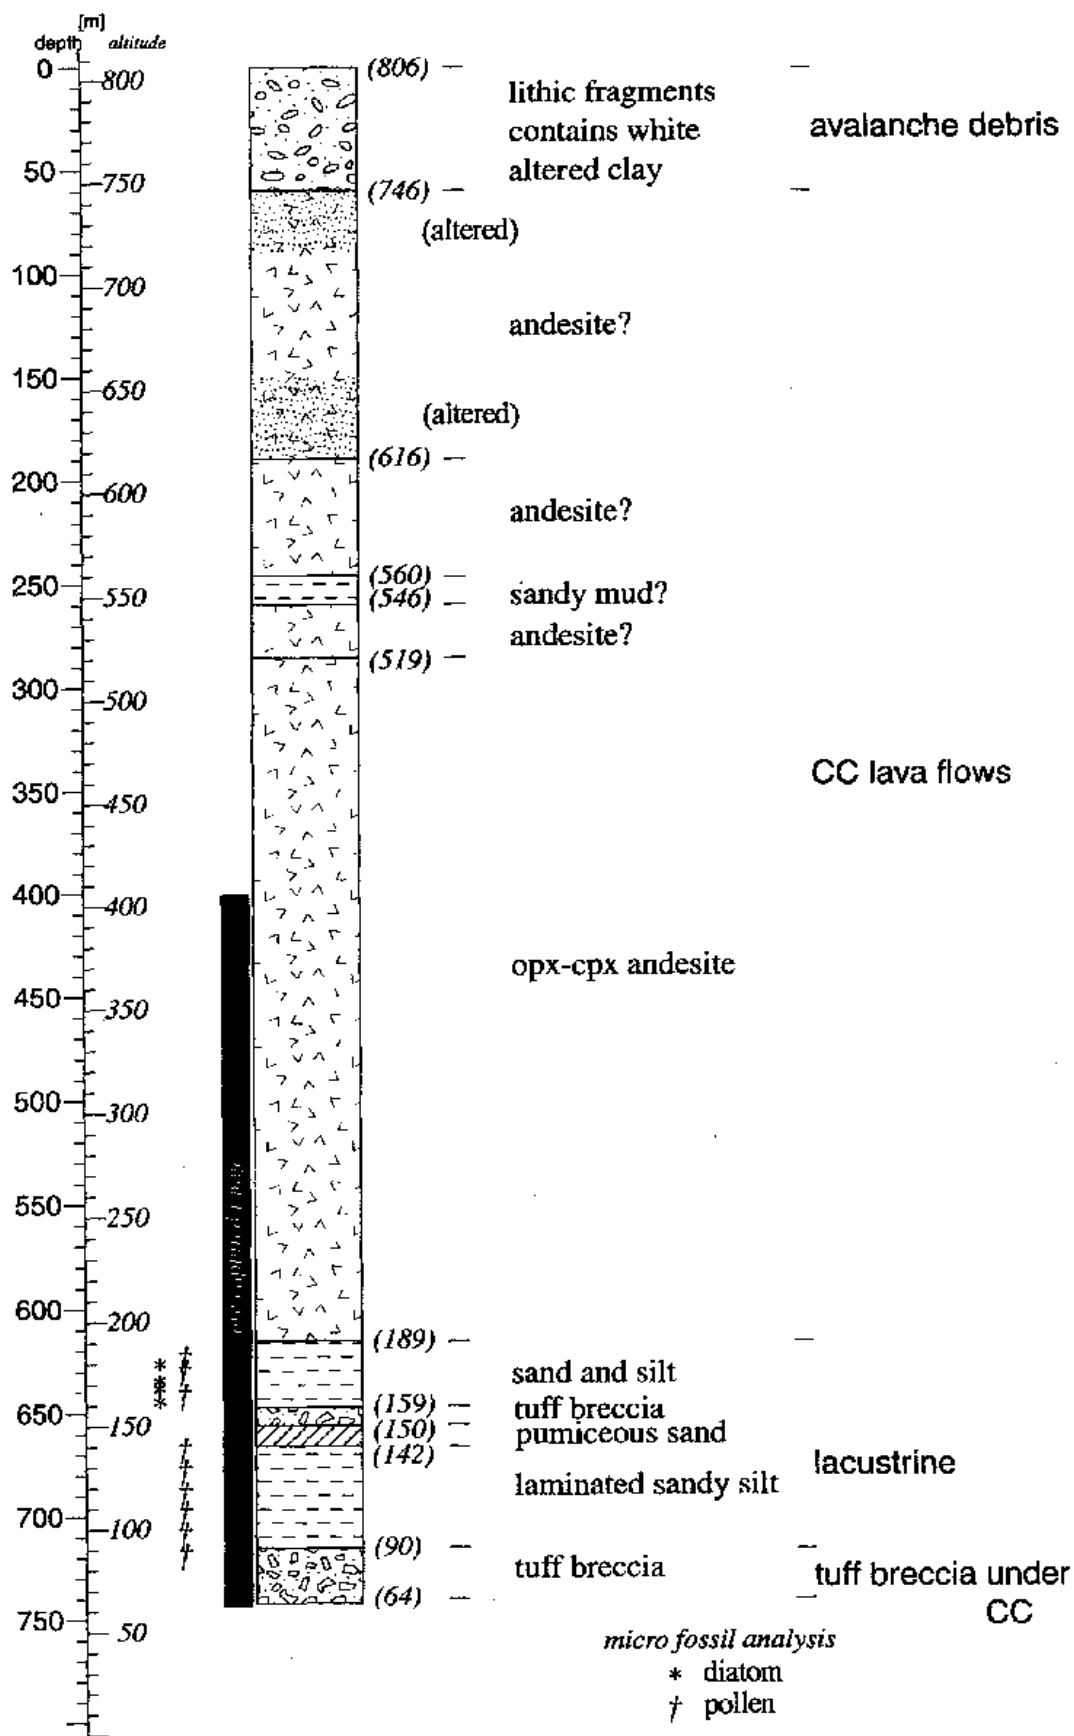 [m]
depth altitude
0 800 (806)
lithic fragments
contains white
altered clay
avalanche debris
50 750 (746)
(altered)
100 700
andesite?
150 650
(altered)
(616)
200 600
andesite?
(560)
250 550 (546)
sandy mud?
andesite?
(519)
300 500
CC lava flows
350 450
400 400
opx-cpx andesite
450 350
500 300
550 250
600 200
(189)
sand and silt
(159)
tuff breccia
650 150 (150)
pumiceous sand
(142)
lacustrine
laminated sandy silt
700 100
(90)
tuff breccia
tuff breccia under
CC
(64)
750 50
micro fossil analysis
* diatom
† pollen